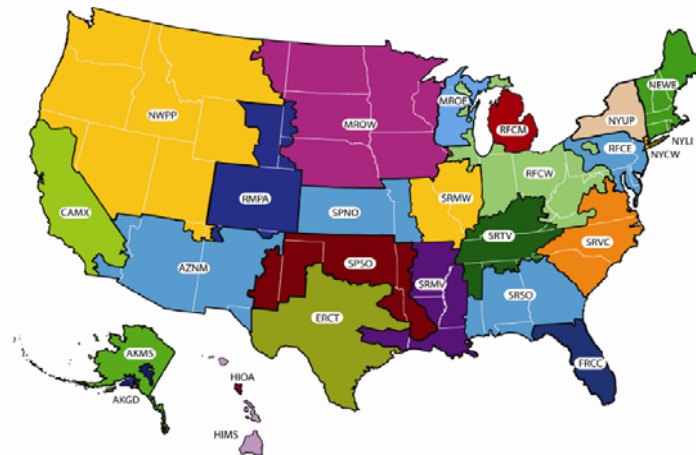 NEWE
NWPP
MROE
NYUP
RFCM
MROW
NYLI
RFCE
NYCW
RFCW
RMPA
SRMW
SPNO
CAMX
SRTV
SRVC
SPSO
AZNM
SRMV
SRSO
ERCT
AKMS
FRCC
HIOA
AKGD
HIMS